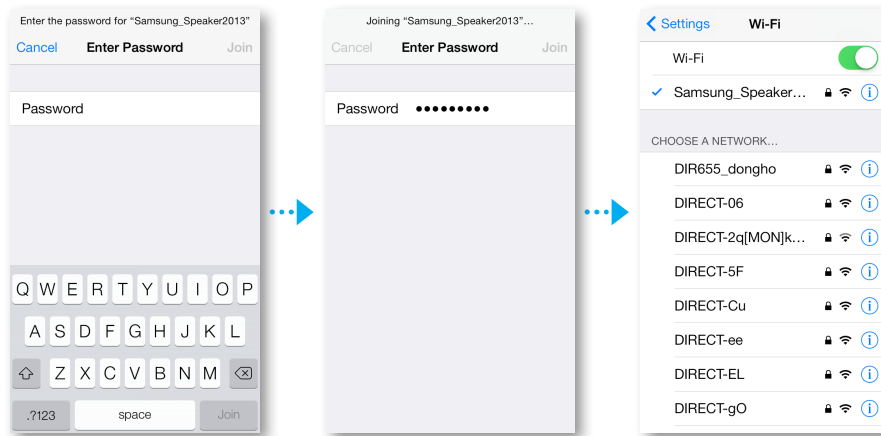 Enter the password for “Samsung_Speaker2013”
Cancel Enter Password Join
Password
Q W E R T Y U I O P
A S D F G H J K L
Z X C V B N M
.?123 space Join
Joining “Samsung_Speaker2013”…
Cancel Enter Password Join
Password •••••••••
Settings Wi-Fi
Wi-Fi
Samsung_Speaker…
CHOOSE A NETWORK…
DIR655_dongho
DIRECT-06
DIRECT-2q[MON]k…
DIRECT-5F
DIRECT-Cu
DIRECT-ee
DIRECT-EL
DIRECT-gO